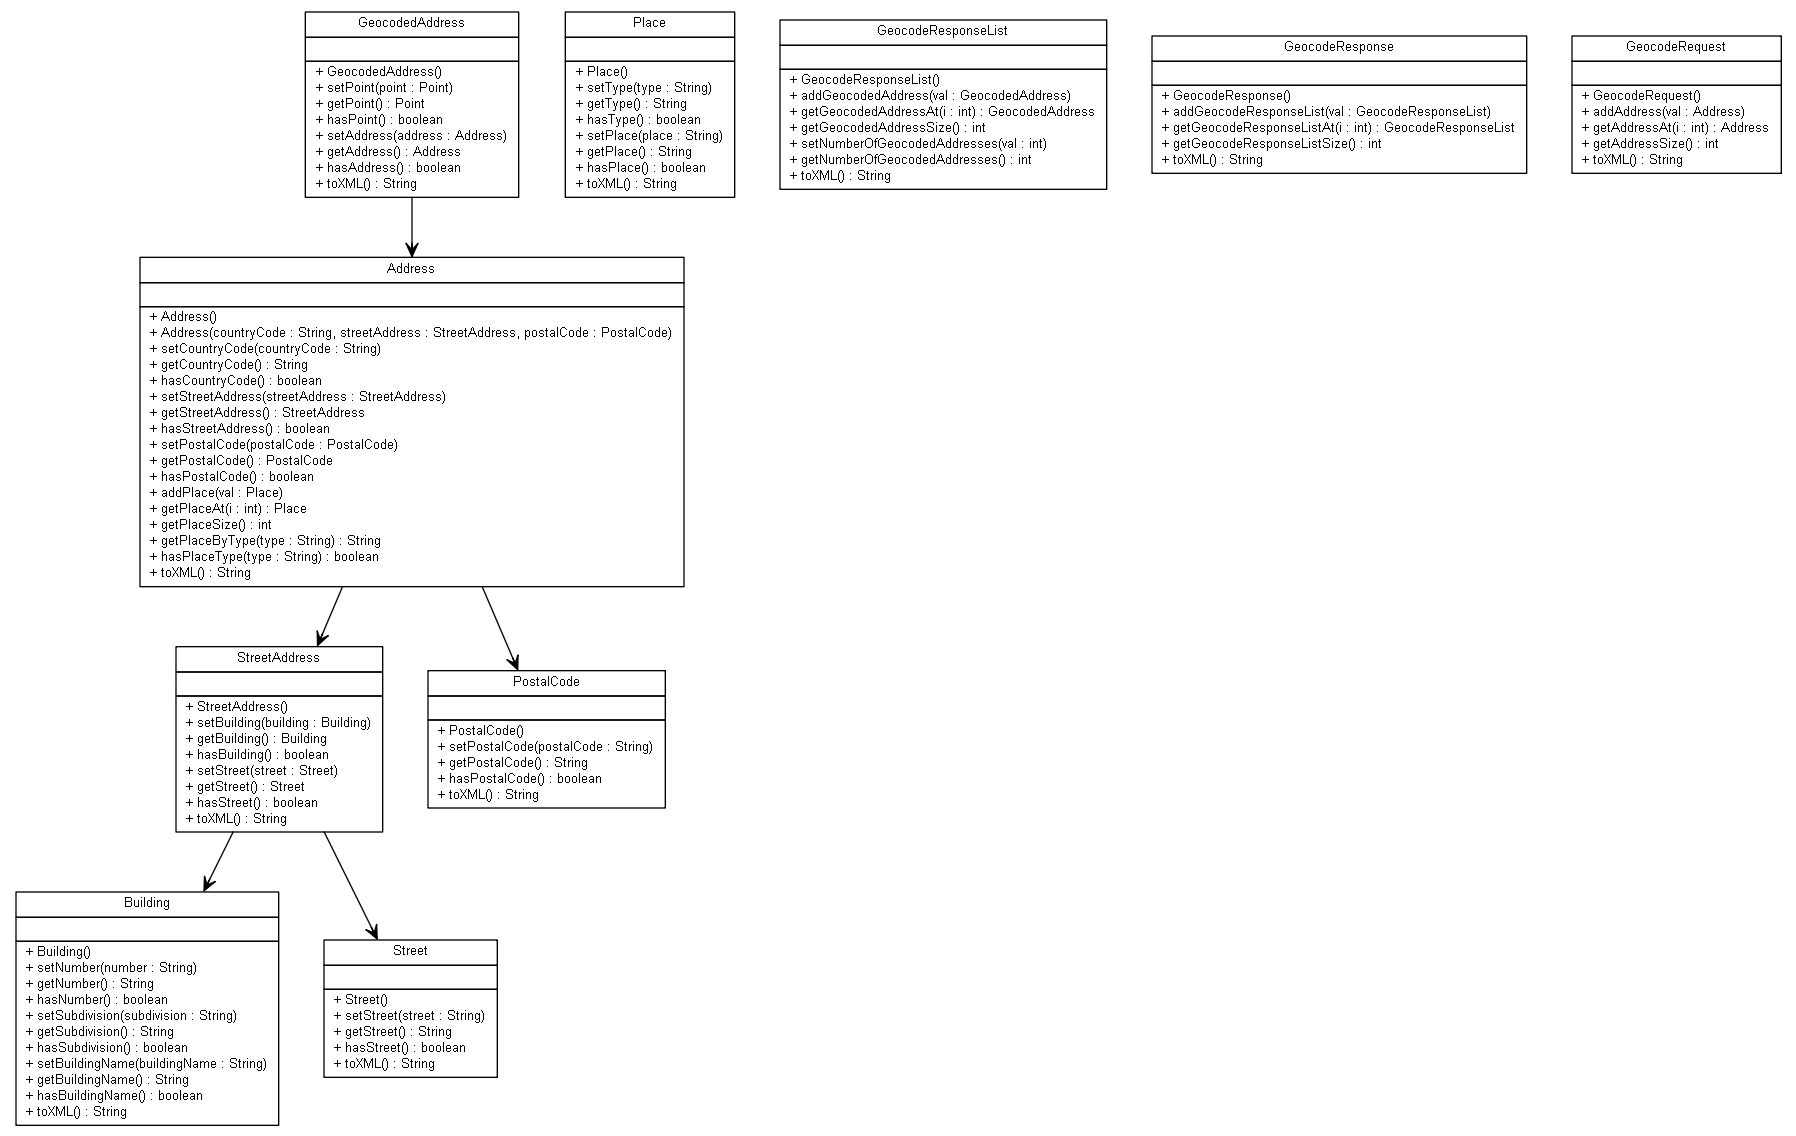 GeocodedAddress
+ GeocodedAddress()
+ setPoint(point : Point)
+ getPoint() : Point
+ hasPoint() : boolean
+ setAddress(address : Address)
+ getAddress() : Address
+ hasAddress() : boolean
+ toXML() : String
Place
+ Place()
+ setType(type : String)
+ getType() : String
+ hasType() : boolean
+ setPlace(place : String)
+ getPlace() : String
+ hasPlace() : boolean
+ toXML() : String
GeocodeResponseList
+ GeocodeResponseList()
+ addGeocodedAddress(val : GeocodedAddress)
+ getGeocodedAddressAt(i : int) : GeocodedAddress
+ getGeocodedAddressSize() : int
+ setNumberOfGeocodedAddresses(val : int)
+ getNumberOfGeocodedAddresses() : int
+ toXML() : String
GeocodeResponse
+ GeocodeResponse()
+ addGeocodeResponseList(val : GeocodeResponseList)
+ getGeocodeResponseListAt(i : int) : GeocodeResponseList
+ getGeocodeResponseListSize() : int
+ toXML() : String
GeocodeRequest
+ GeocodeRequest()
+ addAddress(val : Address)
+ getAddressAt(i : int) : Address
+ getAddressSize() : int
+ toXML() : String
Address
+ Address()
+ Address(countryCode : String, streetAddress : StreetAddress, postalCode : PostalCode)
+ setCountryCode(countryCode : String)
+ getCountryCode() : String
+ hasCountryCode() : boolean
+ setStreetAddress(streetAddress : StreetAddress)
+ getStreetAddress() : StreetAddress
+ hasStreetAddress() : boolean
+ setPostalCode(postalCode : PostalCode)
+ getPostalCode() : PostalCode
+ hasPostalCode() : boolean
+ addPlace(val : Place)
+ getPlaceAt(i : int) : Place
+ getPlaceSize() : int
+ getPlaceByType(type : String) : String
+ hasPlaceType(type : String) : boolean
+ toXML() : String
StreetAddress
+ StreetAddress()
+ setBuilding(building : Building)
+ getBuilding() : Building
+ hasBuilding() : boolean
+ setStreet(street : Street)
+ getStreet() : Street
+ hasStreet() : boolean
+ toXML() : String
PostalCode
+ PostalCode()
+ setPostalCode(postalCode : String)
+ getPostalCode() : String
+ hasPostalCode() : boolean
+ toXML() : String
Building
+ Building()
+ setNumber(number : String)
+ getNumber() : String
+ hasNumber() : boolean
+ setSubdivision(subdivision : String)
+ getSubdivision() : String
+ hasSubdivision() : boolean
+ setBuildingName(buildingName : String)
+ getBuildingName() : String
+ hasBuildingName() : boolean
+ toXML() : String
Street
+ Street()
+ setStreet(street : String)
+ getStreet() : String
+ hasStreet() : boolean
+ toXML() : String